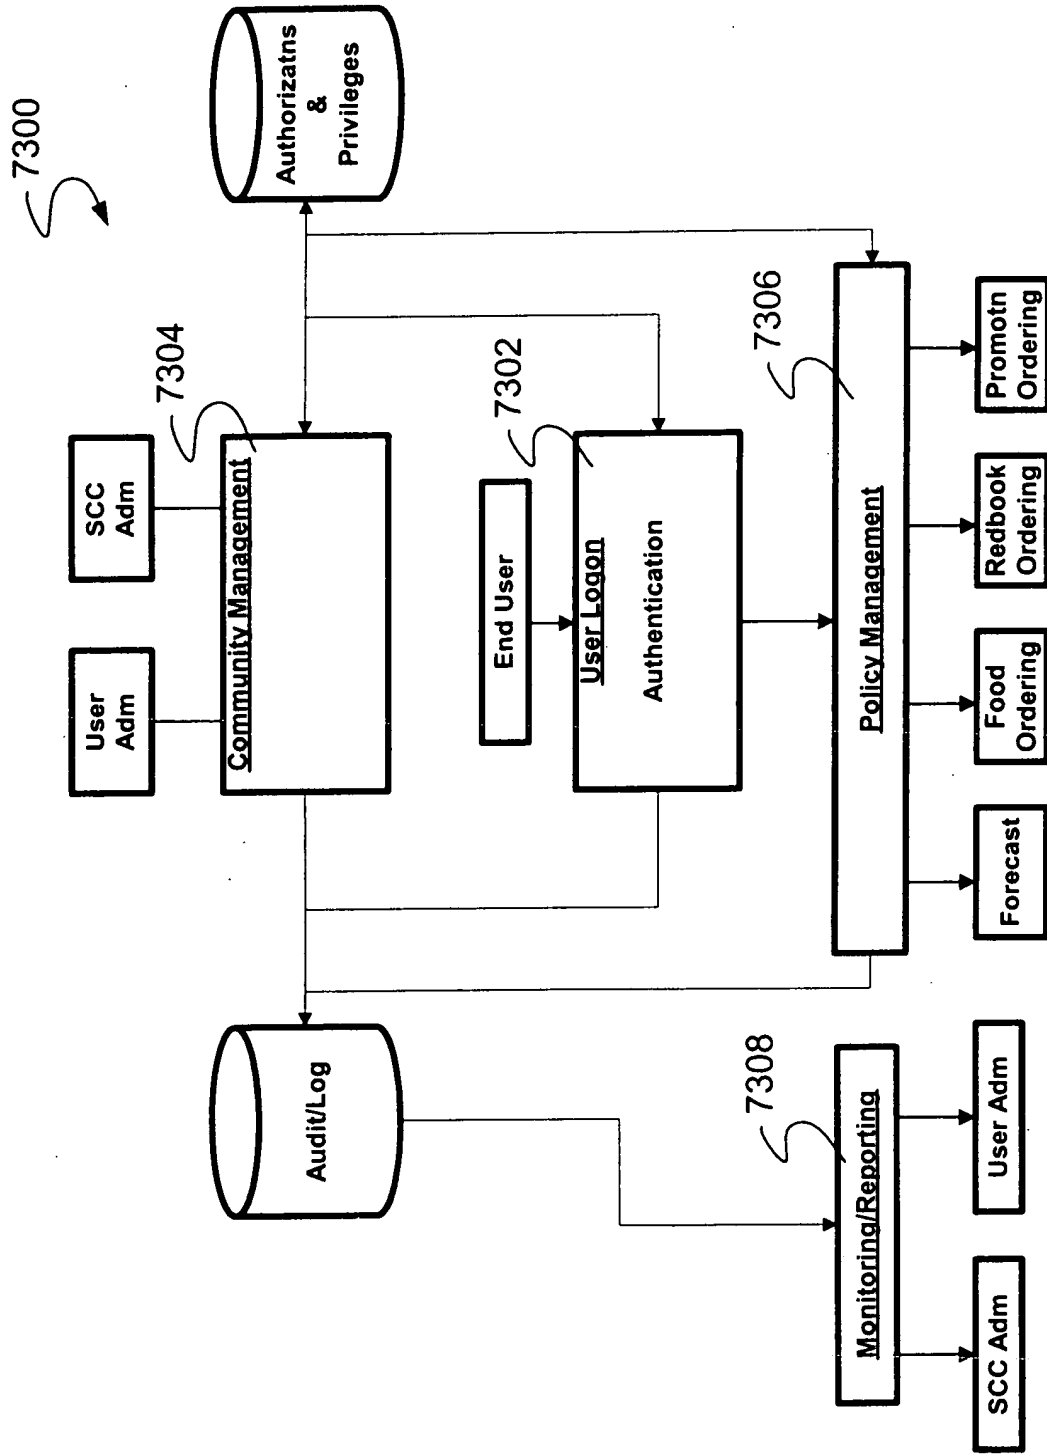 7300
User
Adm
SCC
Adm
7304
Community Management
Audit/Log
Authorizatns
&
Privileges
End User
7302
User Logon
Authentication
7306
Policy Management
7308
Monitoring/Reporting
SCC Adm
User Adm
Forecast
Food
Ordering
Redbook
Ordering
Promotn
Ordering